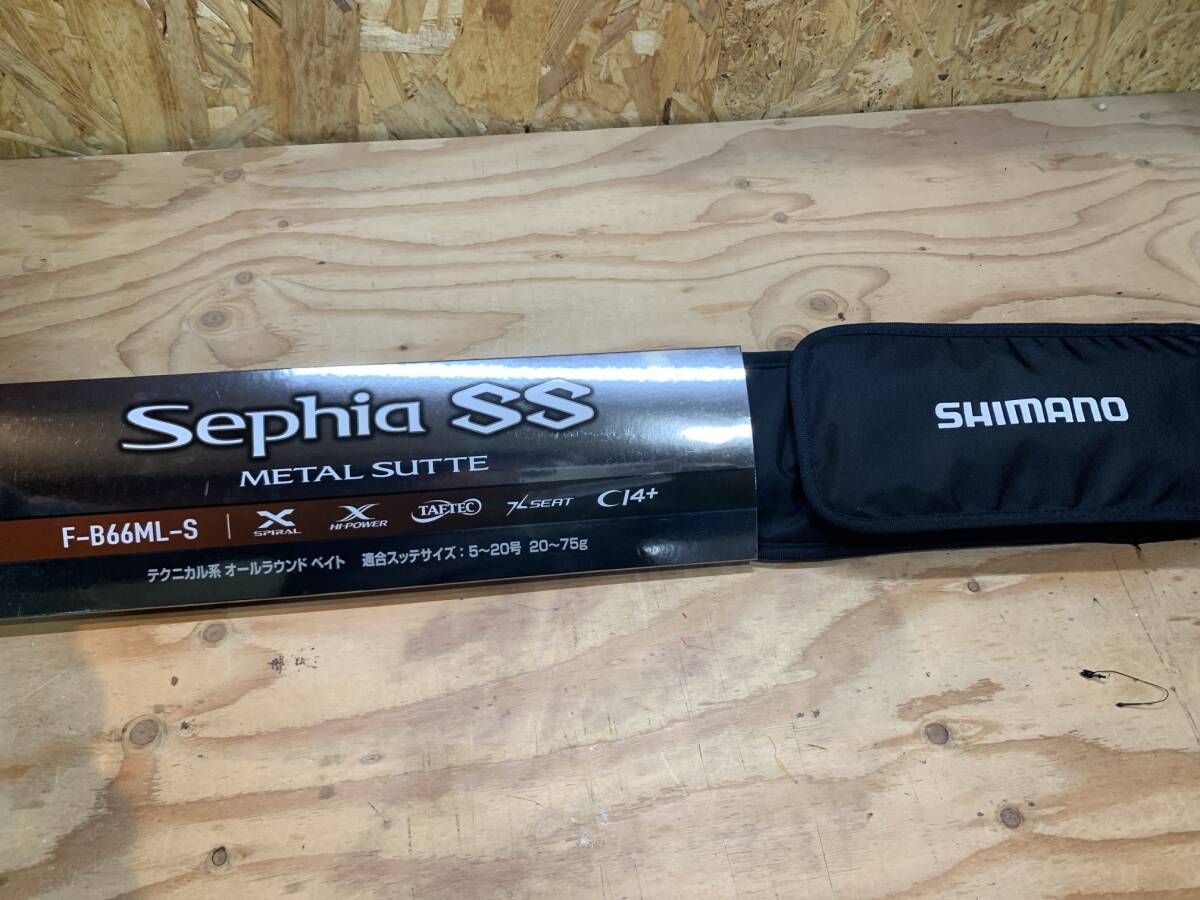 Sephia SS
METAL SUTTE
F-B66ML-S X SPIRAL X HI-POWER TAFTEC X SEAT CI4+
テクニカル系 オールラウンド ベイト 適合スッテサイズ：5～20号 20～75g
SHIMANO